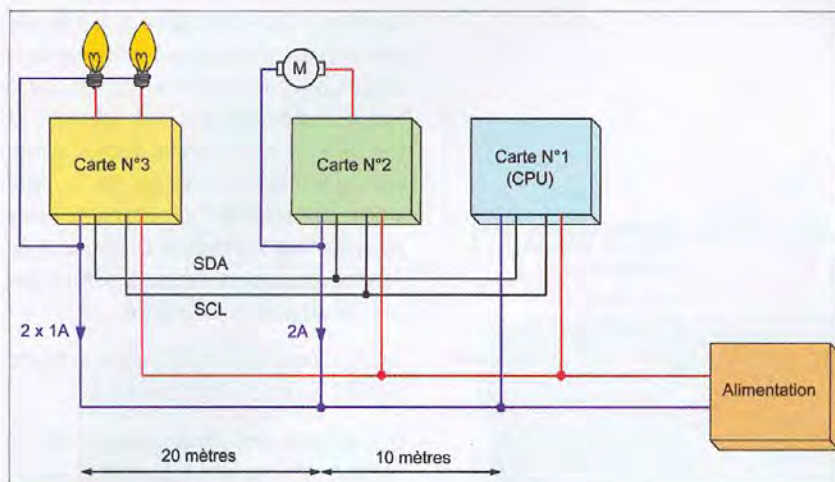 M
Carte N°3
Carte N°2
Carte N°1
(CPU)
SDA
SCL
2 x 1A
2A
Alimentation
20 mètres
10 mètres